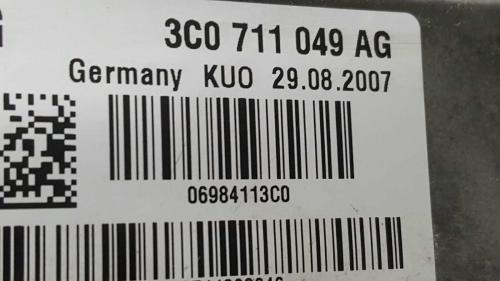 3C0 711 049 AG
Germany KUO 29.08.2007
06984113C0